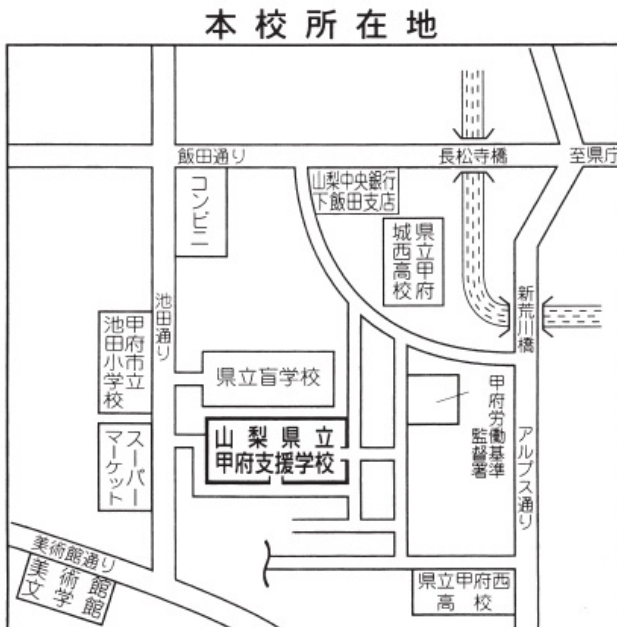 本校所在地
飯田通り
長松寺橋
至県庁
コンビニ
山梨中央銀行
下飯田支店
県立甲府
城西高校
新荒川橋
池田通り
甲府市立
池田小学校
県立盲学校
甲府労働基準
監督署
山梨県立
甲府支援学校
スーパー
マーケット
アルプス通り
美術館通り
美術館
文学館
県立甲府西
高校